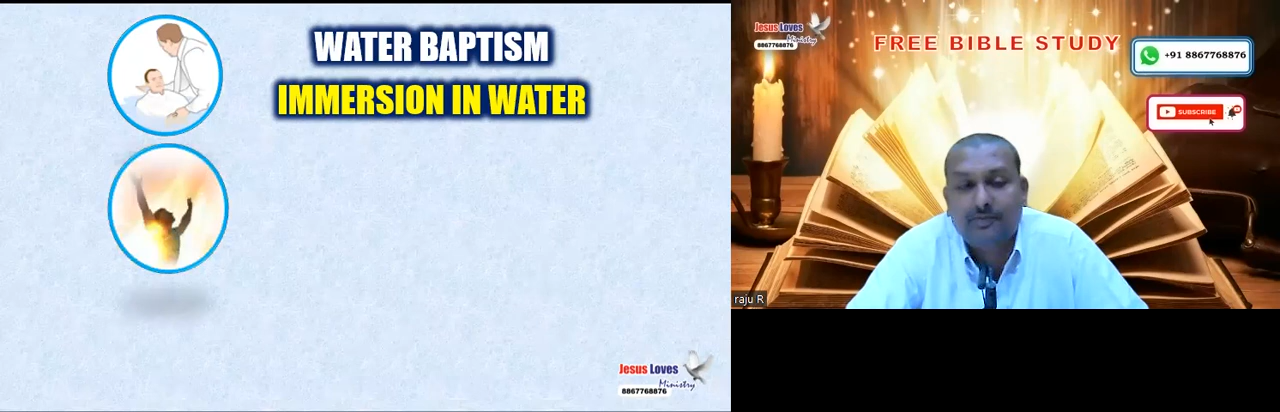 WATER BAPTISM
IMMERSION IN WATER
Jesus Loves
Ministry
8867768876
Jesus Loves
Ministry
8867768876
FREE BIBLE STUDY
+91 8867768876
SUBSCRIBE
raju R